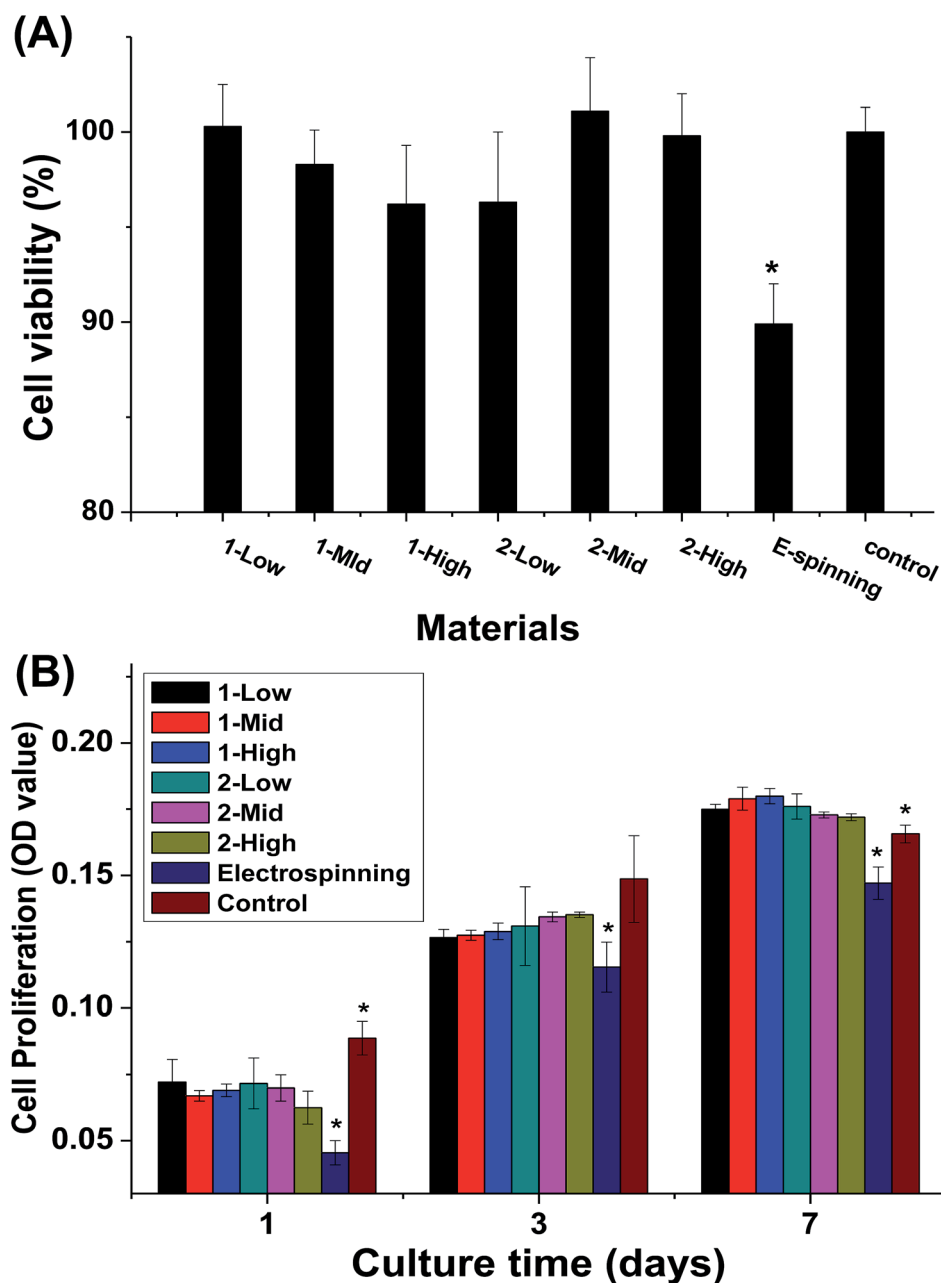 (A)
Cell viability (%)
100
90
80
1-Low
1-MId
1-High
2-Low
2-Mid
2-High
E-spinning
control
*
Materials
(B)
Cell Proliferation (OD value)
0.20
0.15
0.10
0.05
1-Low
1-Mid
1-High
2-Low
2-Mid
2-High
Electrospinning
Control
*
*
*
*
*
1
3
7
Culture time (days)